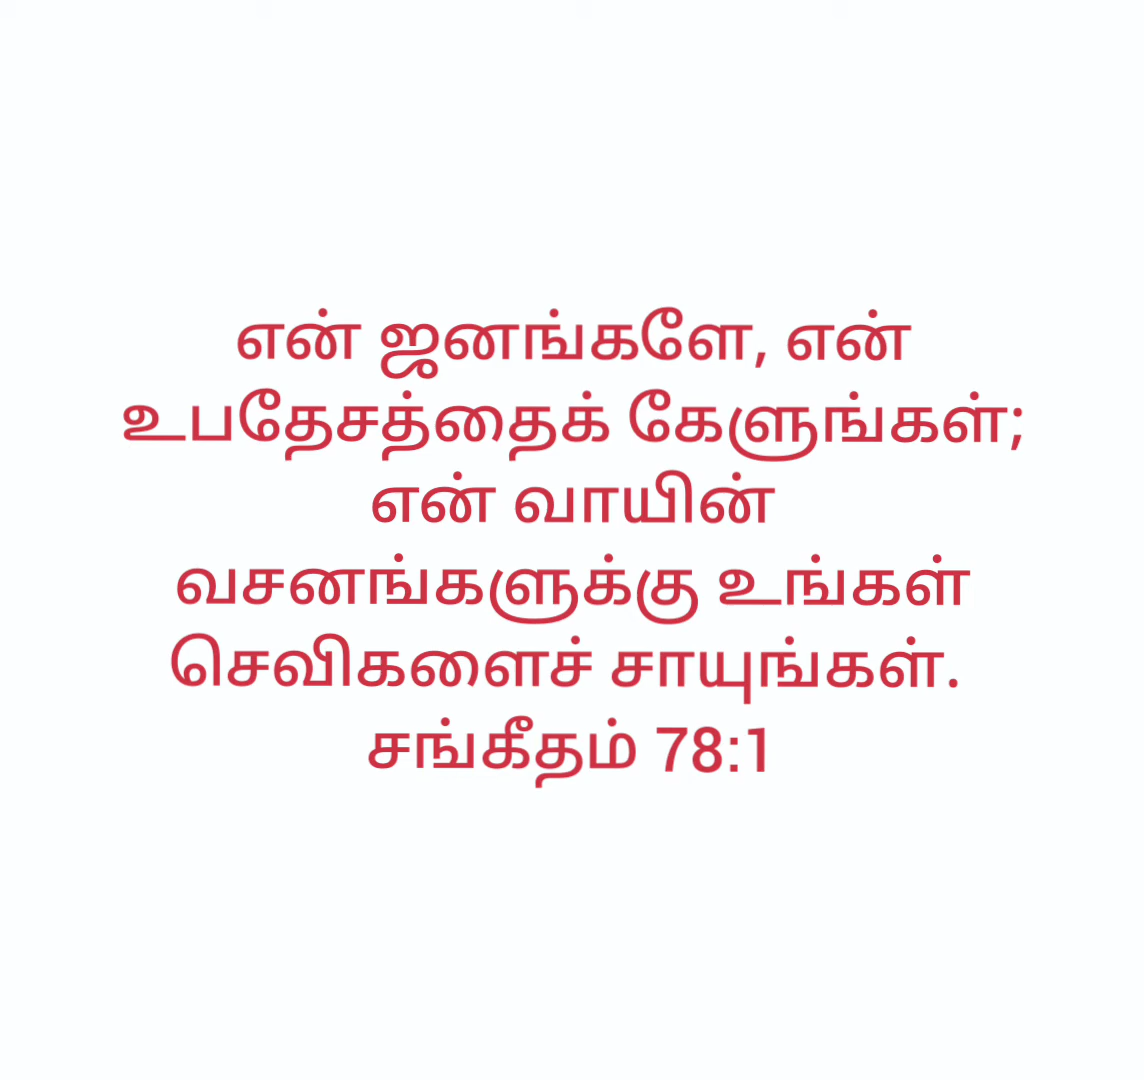 என் ஜனங்களே, என்
உபதேசத்தைக் கேளுங்கள்;
என் வாயின்
வசனங்களுக்கு உங்கள்
செவிகளைச் சாயுங்கள்.
சங்கீதம் 78:1